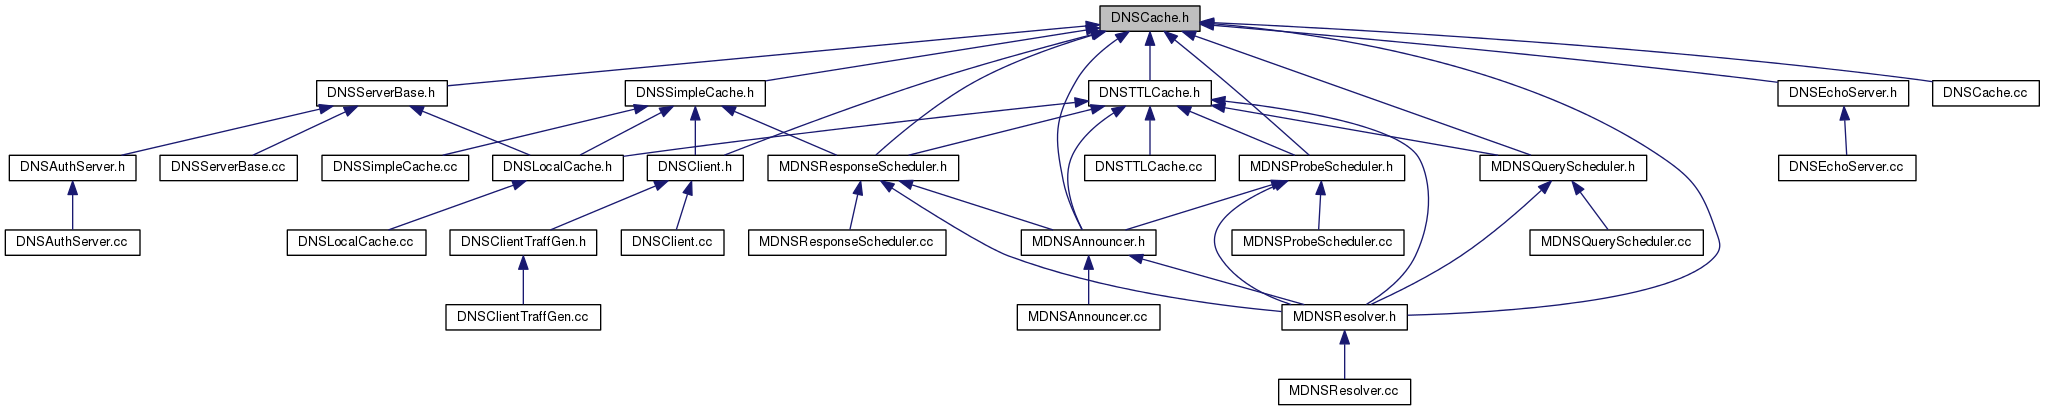 DNSCache.h
DNSServerBase.h
DNSSimpleCache.h
DNSTTLCache.h
DNSEchoServer.h
DNSCache.cc
DNSAuthServer.h
DNSServerBase.cc
DNSSimpleCache.cc
DNSLocalCache.h
DNSClient.h
MDNSResponseScheduler.h
DNSTTLCache.cc
MDNSProbeScheduler.h
MDNSQueryScheduler.h
DNSEchoServer.cc
DNSAuthServer.cc
DNSLocalCache.cc
DNSClientTraffGen.h
DNSClient.cc
MDNSResponseScheduler.cc
MDNSAnnouncer.h
MDNSProbeScheduler.cc
MDNSQueryScheduler.cc
DNSClientTraffGen.cc
MDNSAnnouncer.cc
MDNSResolver.h
MDNSResolver.cc